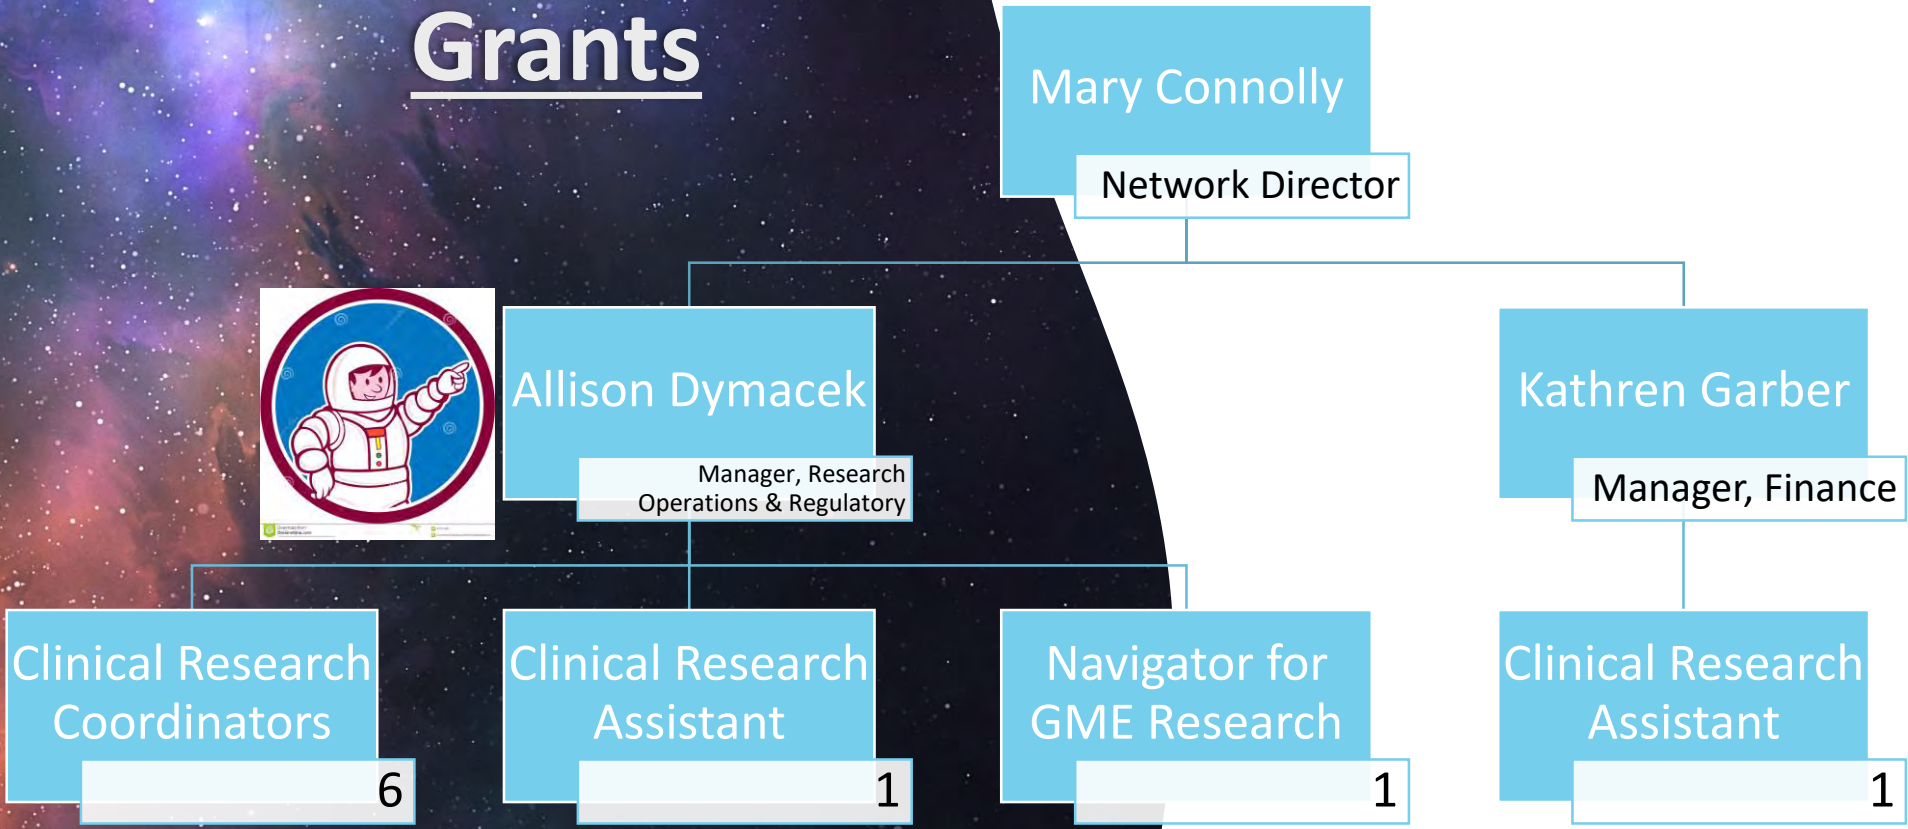 Grants
Mary Connolly
Network Director
Allison Dymacek
Manager, Research
Operations & Regulatory
Kathren Garber
Manager, Finance
Clinical Research
Coordinators
6
Clinical Research
Assistant
1
Navigator for
GME Research
1
Clinical Research
Assistant
1